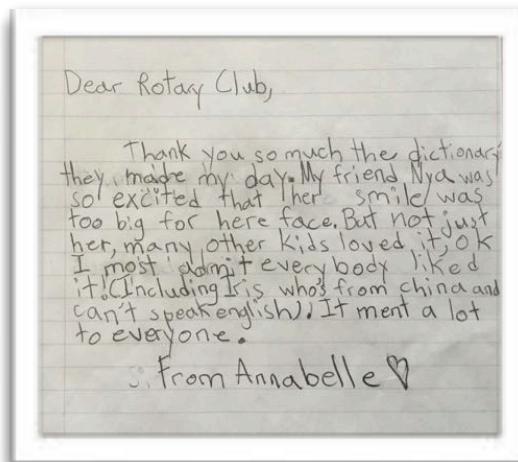 Dear Rotary Club,
Thank you so much the dictionary
they made my day. My friend Nya was
so excited that her smile was
too big for here face. But not just
her, many other kids loved it, ok
I most admit everybody liked
it! (Including Iris who's from china and
can't speak english). It ment a lot
to everyone.
From Annabelle ♡